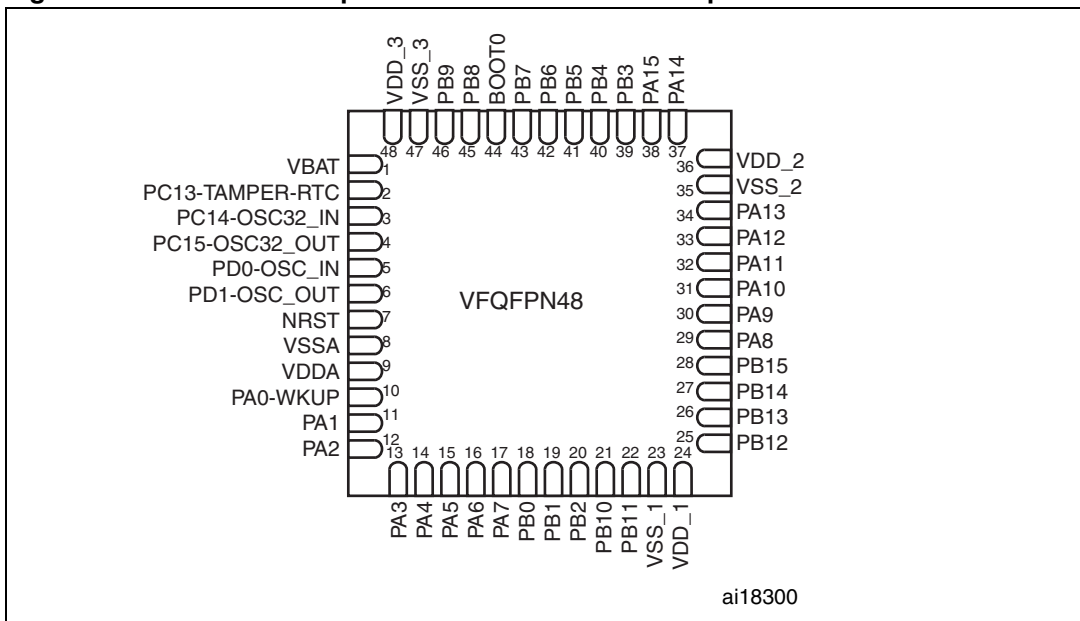 VDD_3
VSS_3
PB9
PB8
BOOT0
PB7
PB6
PB5
PB4
PB3
PA15
PA14
48 47 46 45 44 43 42 41 40 39 38 37
VBAT 1
PC13-TAMPER-RTC 2
PC14-OSC32_IN 3
PC15-OSC32_OUT 4
PD0-OSC_IN 5
PD1-OSC_OUT 6
NRST 7
VSSA 8
VDDA 9
PA0-WKUP 10
PA1 11
PA2 12
VFQFPN48
36 VDD_2
35 VSS_2
34 PA13
33 PA12
32 PA11
31 PA10
30 PA9
29 PA8
28 PB15
27 PB14
26 PB13
25 PB12
13 14 15 16 17 18 19 20 21 22 23 24
PA3
PA4
PA5
PA6
PA7
PB0
PB1
PB2
PB10
PB11
VSS_1
VDD_1
ai18300